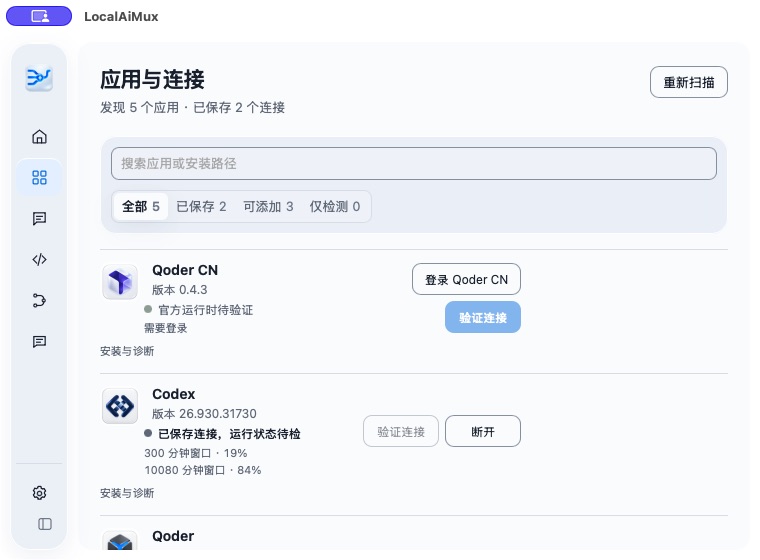 LocalAiMux
应用与连接
重新扫描
发现 5 个应用 · 已保存 2 个连接
搜索应用或安装路径
全部 5 已保存 2 可添加 3 仅检测 0
Qoder CN
登录 Qoder CN
版本 0.4.3
官方运行时待验证
验证连接
需要登录
安装与诊断
Codex
版本 26.930.31730
已保存连接，运行状态待检
验证连接 断开
300 分钟窗口 · 19%
10080 分钟窗口 · 84%
安装与诊断
Qoder